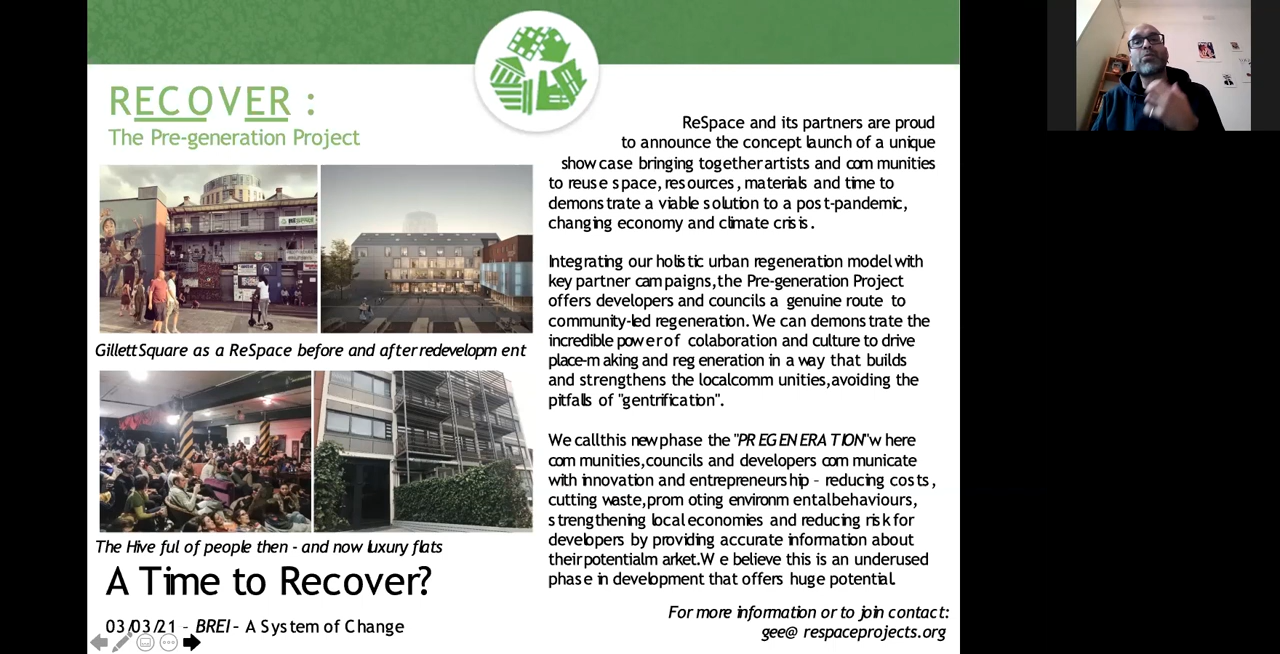 RECOVER :
The Pre-generation Project
Gillett Square as a ReSpace before and after redevelopment
The Hive ful of people then - and now luxury flats
A Time to Recover?
03/03/21 – BREI – A System of Change
ReSpace and its partners are proud
to announce the concept launch of a unique
showcase bringing together artists and communities
to reuse space, resources, materials and time to
demonstrate a viable solution to a post-pandemic,
changing economy and climate crisis.
Integrating our holistic urban regeneration model with
key partner campaigns, the Pre-generation Project
offers developers and councils a genuine route to
community-led regeneration. We can demonstrate the
incredible power of colaboration and culture to drive
place-making and regeneration in a way that builds
and strengthens the local communities, avoiding the
pitfalls of "gentrification".
We call this new phase the "PREGENERATION" where
communities, councils and developers communicate
with innovation and entrepreneurship – reducing costs,
cutting waste, promoting environmental behaviours,
strengthening local economies and reducing risk for
developers by providing accurate information about
their potential market. We believe this is an underused
phase in development that offers huge potential.
For more information or to join contact:
gee@respaceprojects.org